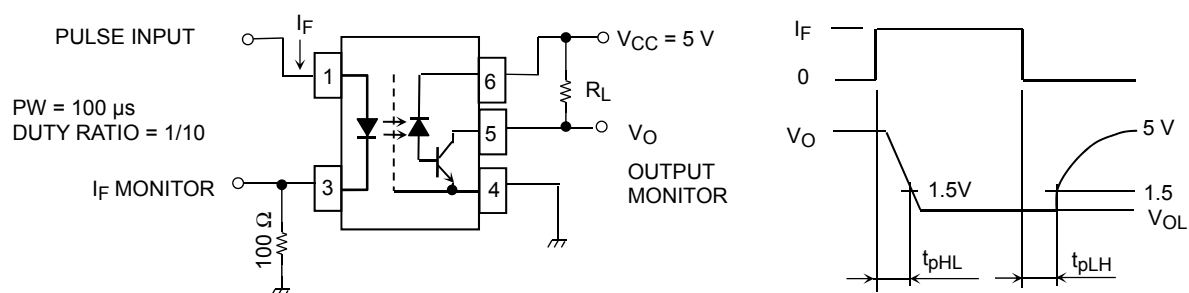 PULSE INPUT
IF
PW = 100 μs
DUTY RATIO = 1/10
IF MONITOR
100 Ω
1
3
6
5
4
VCC = 5 V
RL
VO
OUTPUT
MONITOR
IF
0
VO
5 V
1.5V
1.5
VOL
tpHL
tpLH